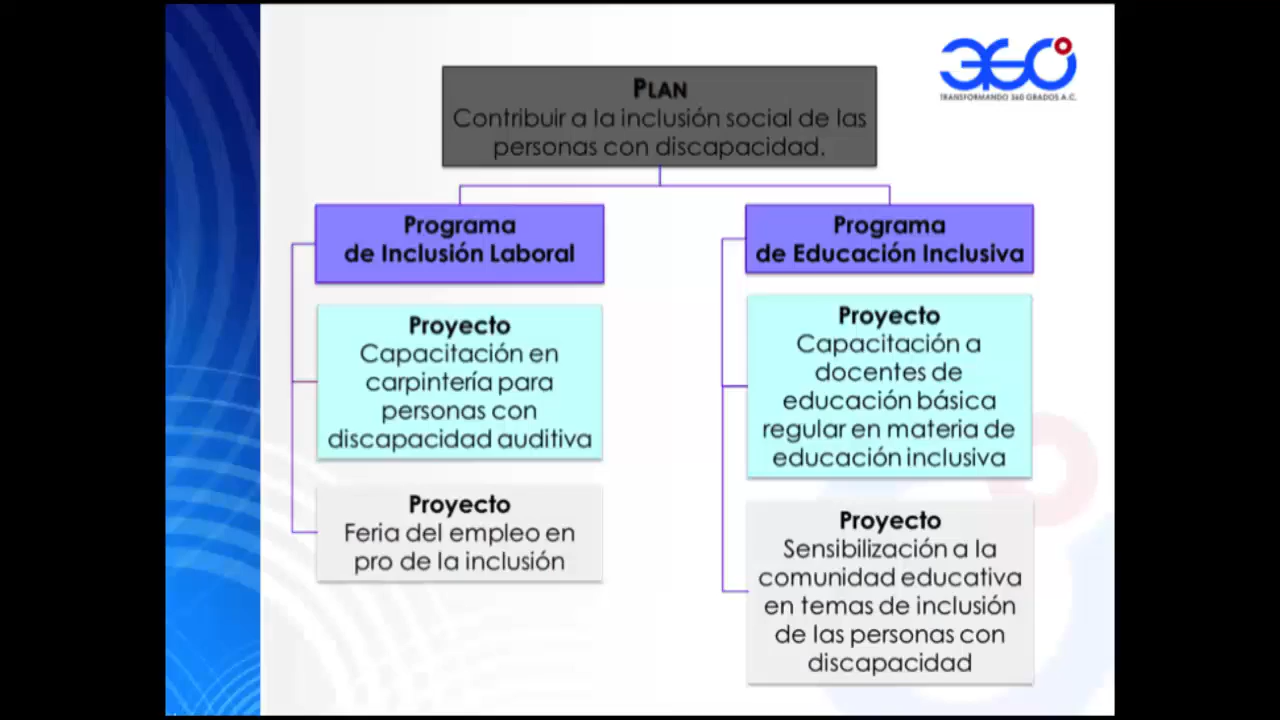 360°
TRANSFORMANDO 360 GRADOS A.C.
PLAN
Contribuir a la inclusión social de las
personas con discapacidad.
Programa
de Inclusión Laboral
Proyecto
Capacitación en
carpintería para
personas con
discapacidad auditiva
Proyecto
Feria del empleo en
pro de la inclusión
Programa
de Educación Inclusiva
Proyecto
Capacitación a
docentes de
educación básica
regular en materia de
educación inclusiva
Proyecto
Sensibilización a la
comunidad educativa
en temas de inclusión
de las personas con
discapacidad